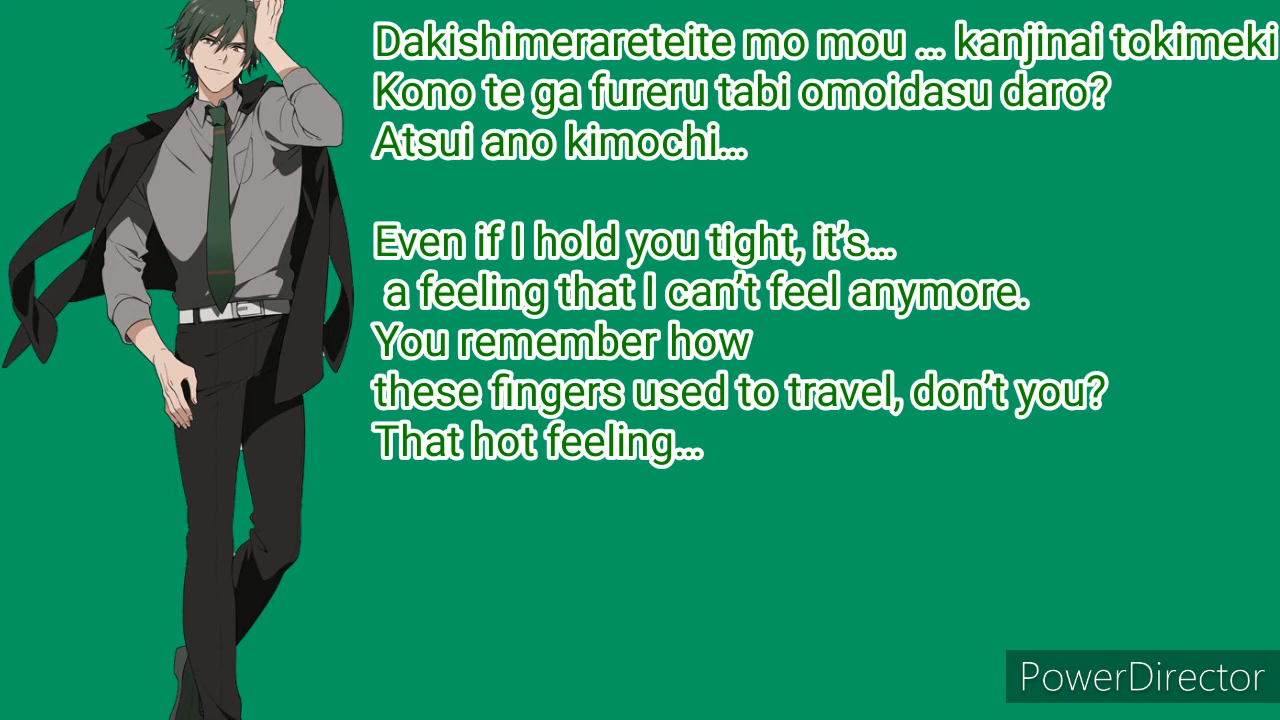 Dakishimerareteite mo mou ... kanjinai tokimeki
Kono te ga fureru tabi omoidasu daro?
Atsui ano kimochi...
Even if I hold you tight, it's...
a feeling that I can't feel anymore.
You remember how
these fingers used to travel, don't you?
That hot feeling...
PowerDirector